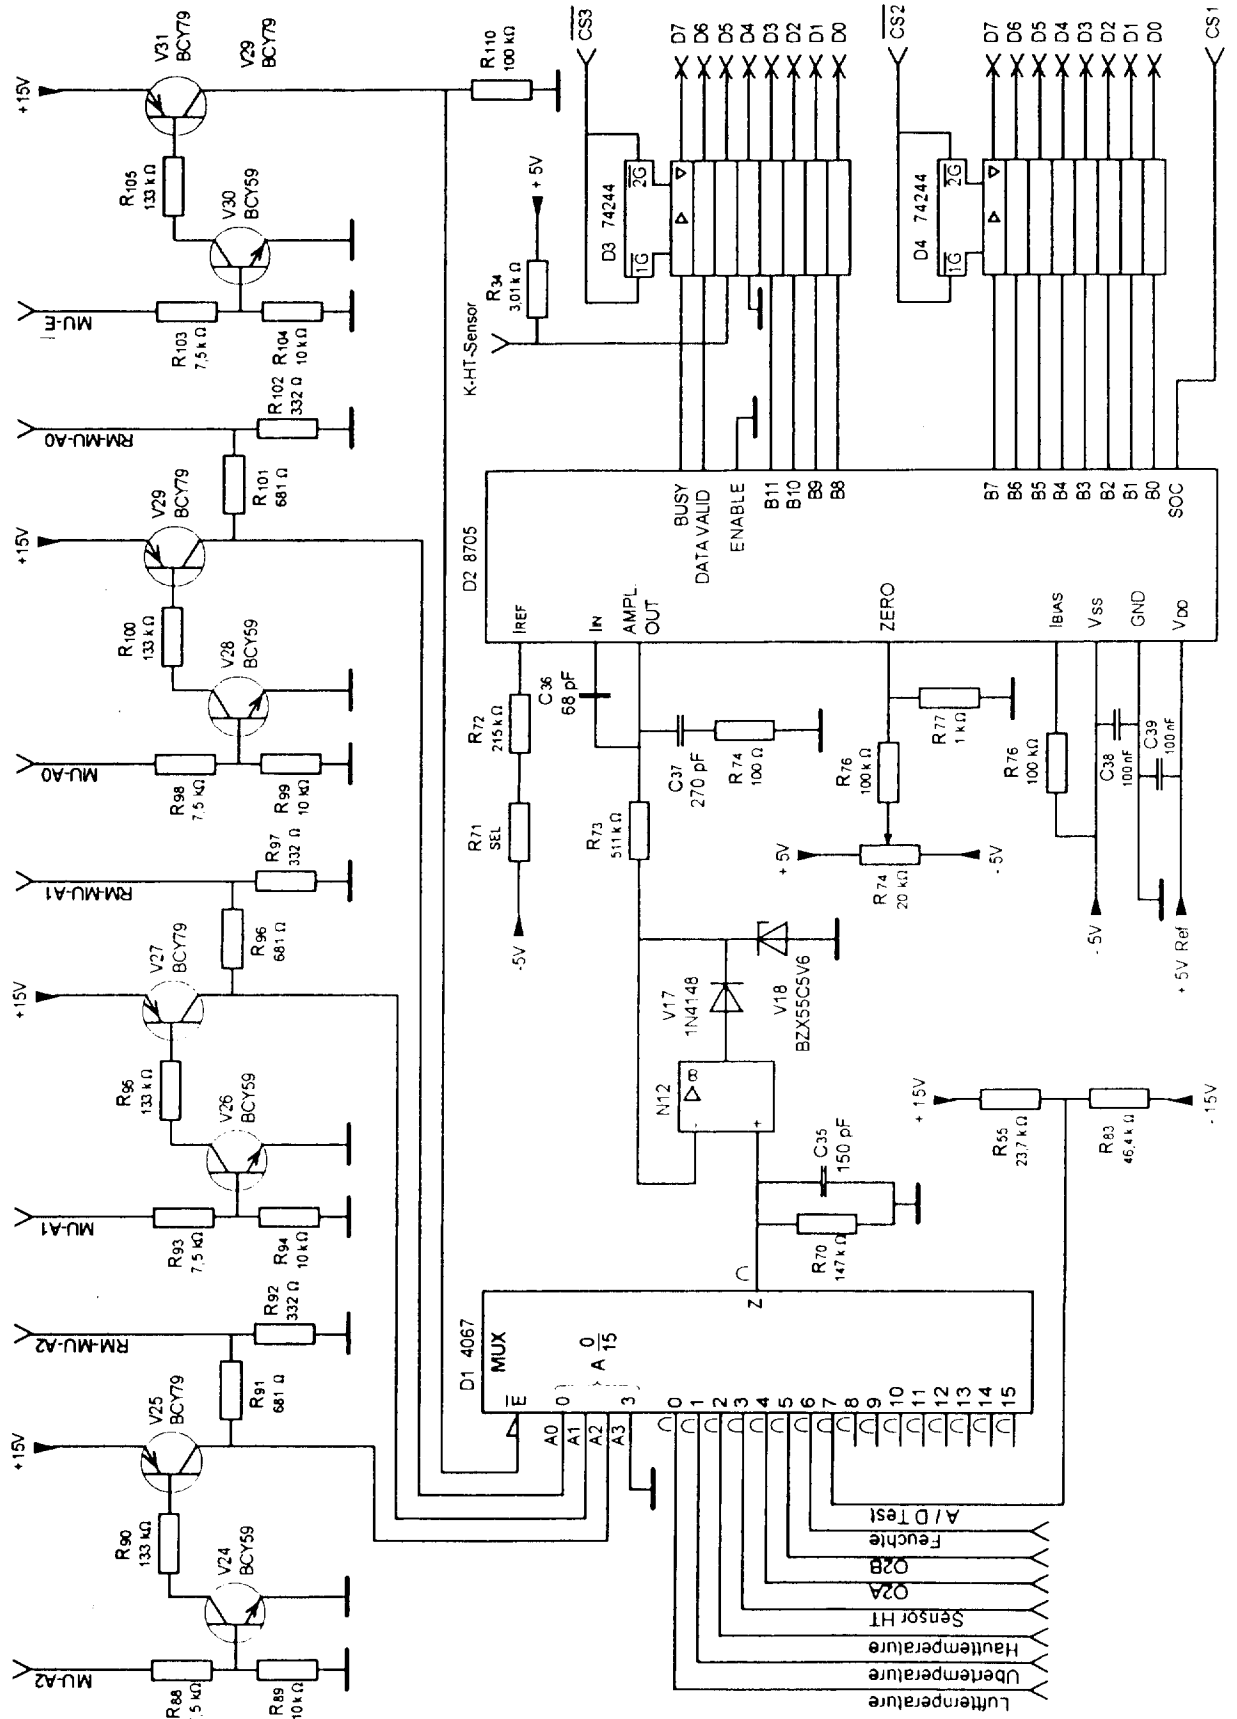 +15V
V31
BCY79
V29
BCY79
R110
100 kΩ
R105
133 kΩ
V30
BCY59
MU-E
R103
7,5 kΩ
R104
10 kΩ
R102
332 Ω
RM-MU-A0
R101
681 Ω
+15V
V29
BCY79
R100
133 kΩ
V28
BCY59
MU-A0
R98
7,5 kΩ
R99
10 kΩ
R97
332 Ω
RM-MU-A1
R96
681 Ω
+15V
V27
BCY79
R95
133 kΩ
V26
BCY59
MU-A1
R93
7,5 kΩ
R94
10 kΩ
R92
332 Ω
RM-MU-A2
R91
681 Ω
+15V
V25
BCY79
R90
133 kΩ
V24
BCY59
MU-A2
R88
,5 kΩ
R89
10 kΩ
CS3
D7
D6
D5
D4
D3
D2
D1
D0
CS2
D7
D6
D5
D4
D3
D2
D1
D0
CS1
D3 74244
1G
2G
D4 74244
1G
2G
+5V
R34
3,01 kΩ
K-HT-Sensor
D2 8705
BUSY
DATA VALID
ENABLE
B11
B10
B9
B8
B7
B6
B5
B4
B3
B2
B1
B0
SOC
IREF
IN
AMPL.
OUT
ZERO
IBIAS
VSS
GND
VDD
C36
68 pF
R72
215 kΩ
R71
SEL
-5V
C37
270 pF
R74
100 Ω
R73
511 kΩ
R76
100 kΩ
R77
1 kΩ
+5V
R74
20 kΩ
-5V
R76
100 kΩ
C38
100 nF
C39
100 nF
-5V
+5V Ref
V17
1N4148
V18
BZX55C5V6
N12
▷ ∞
-
+
C35
150 pF
R70
147 kΩ
+15V
R55
23,7 kΩ
R83
46,4 kΩ
-15V
D1 4067
MUX
E
A0
A1
A2
A3
0
3
A 0/15
Z
0
1
2
3
4
5
6
7
8
9
10
11
12
13
14
15
A / D Test
Feuchte
O2B
O2A
Sensor HT
Hauttemperature
Übertemperature
Lufttemperature